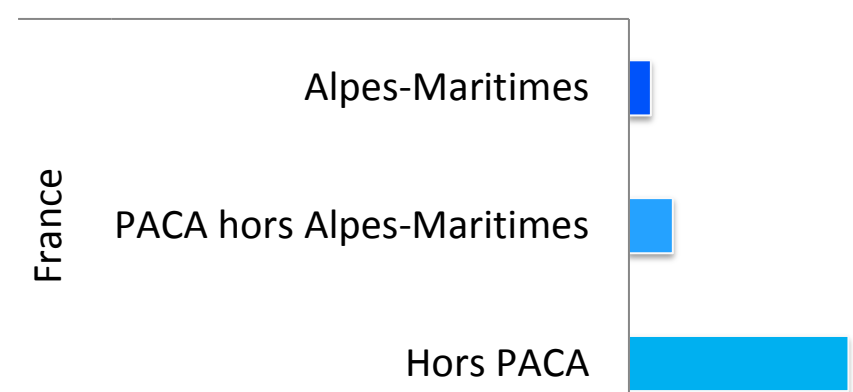 France
Alpes-Maritimes
PACA hors Alpes-Maritimes
Hors PACA